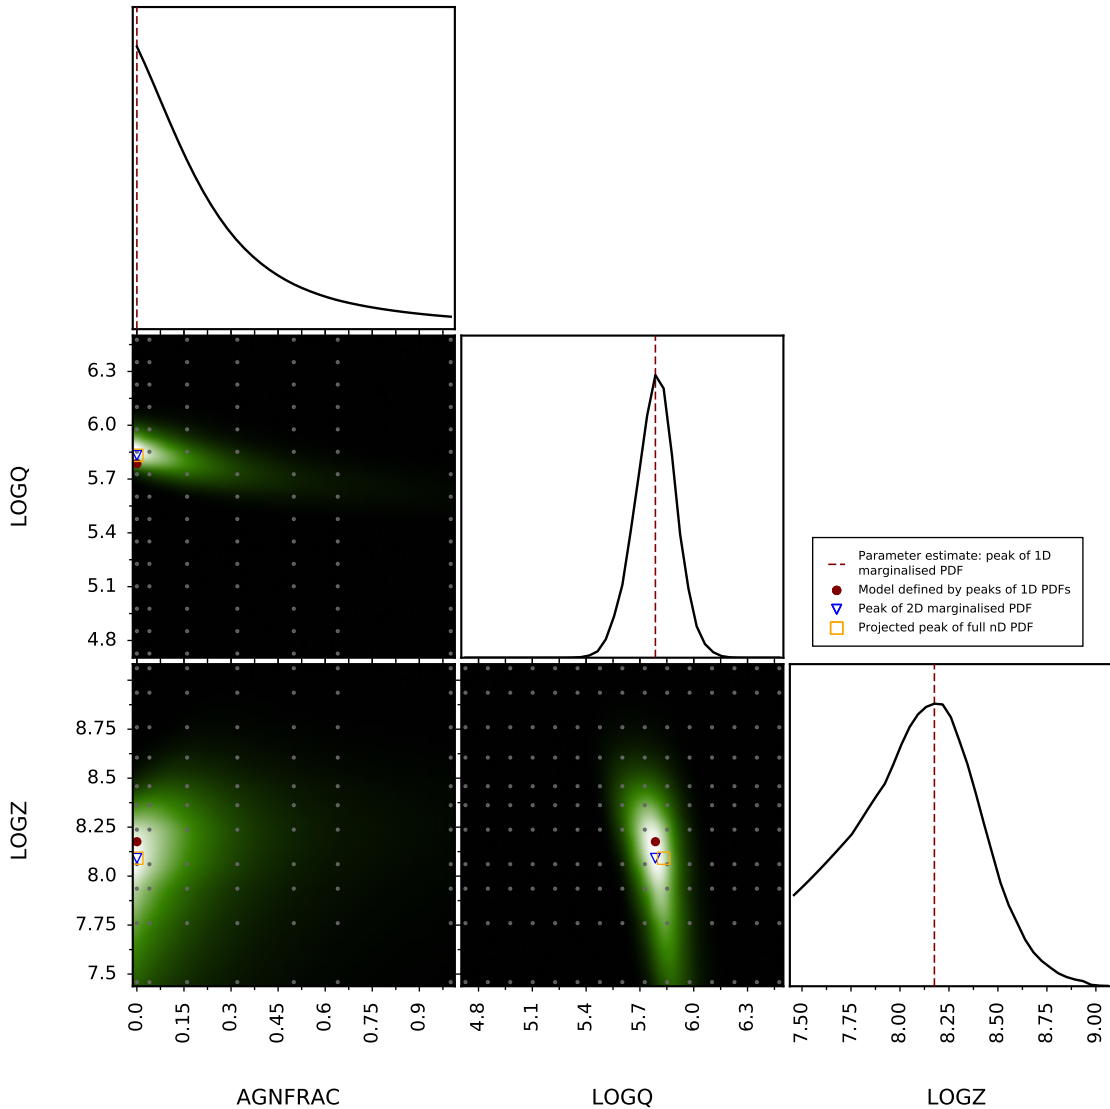 6.3
6.0
5.7
5.4
5.1
4.8
LOGQ
Parameter estimate: peak of 1D
marginalised PDF
Model defined by peaks of 1D PDFs
Peak of 2D marginalised PDF
Projected peak of full nD PDF
8.75
8.5
8.25
8.0
7.75
7.5
LOGZ
0.0 0.15 0.3 0.45 0.6 0.75 0.9
4.8 5.1 5.4 5.7 6.0 6.3
7.50 7.75 8.00 8.25 8.50 8.75 9.00
AGNFRAC
LOGQ
LOGZ